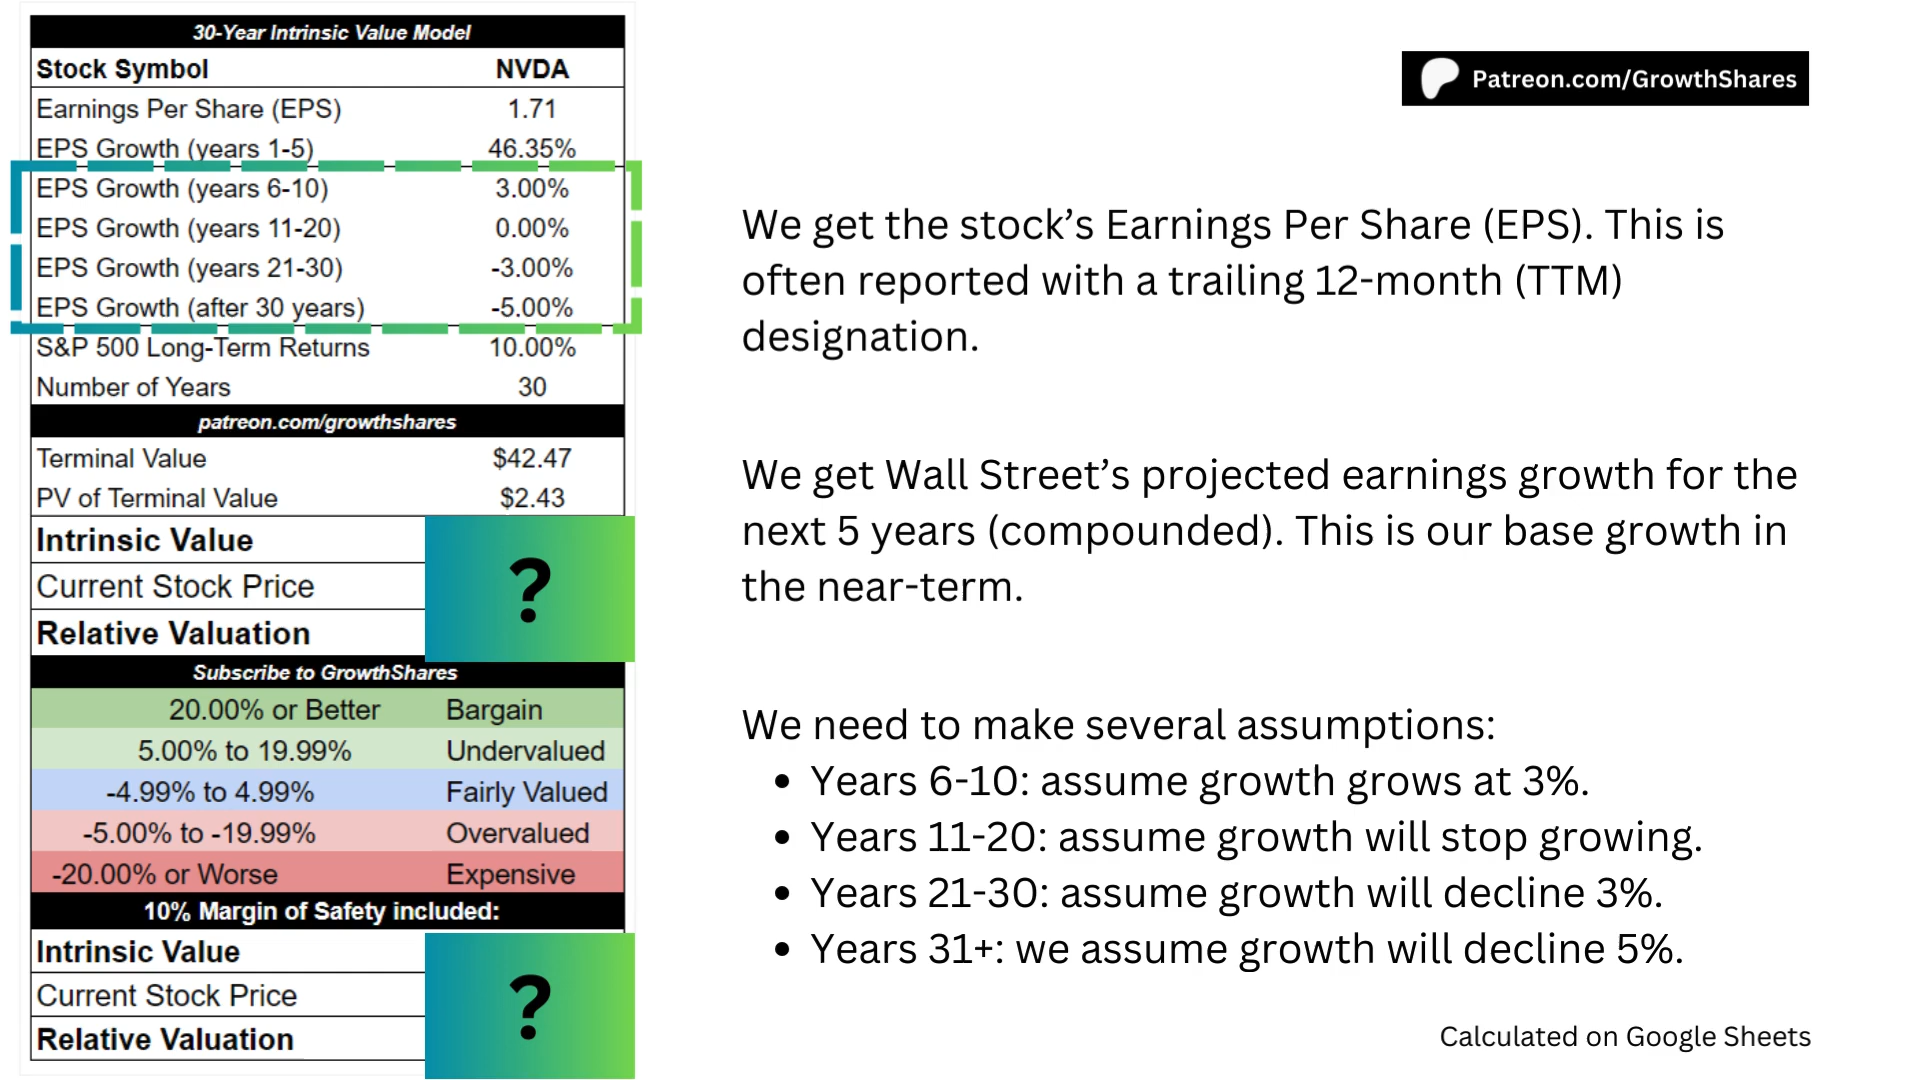 30-Year Intrinsic Value Model
Stock Symbol NVDA
Earnings Per Share (EPS) 1.71
EPS Growth (years 1-5) 46.35%
EPS Growth (years 6-10) 3.00%
EPS Growth (years 11-20) 0.00%
EPS Growth (years 21-30) -3.00%
EPS Growth (after 30 years) -5.00%
S&P 500 Long-Term Returns 10.00%
Number of Years 30
patreon.com/growthshares
Terminal Value $42.47
PV of Terminal Value $2.43
Intrinsic Value
?
Current Stock Price
Relative Valuation
Subscribe to GrowthShares
20.00% or Better Bargain
5.00% to 19.99% Undervalued
-4.99% to 4.99% Fairly Valued
-5.00% to -19.99% Overvalued
-20.00% or Worse Expensive
10% Margin of Safety included:
Intrinsic Value
?
Current Stock Price
Relative Valuation
Patreon.com/GrowthShares
We get the stock’s Earnings Per Share (EPS). This is
often reported with a trailing 12-month (TTM)
designation.
We get Wall Street’s projected earnings growth for the
next 5 years (compounded). This is our base growth in
the near-term.
We need to make several assumptions:
• Years 6-10: assume growth grows at 3%.
• Years 11-20: assume growth will stop growing.
• Years 21-30: assume growth will decline 3%.
• Years 31+: we assume growth will decline 5%.
Calculated on Google Sheets